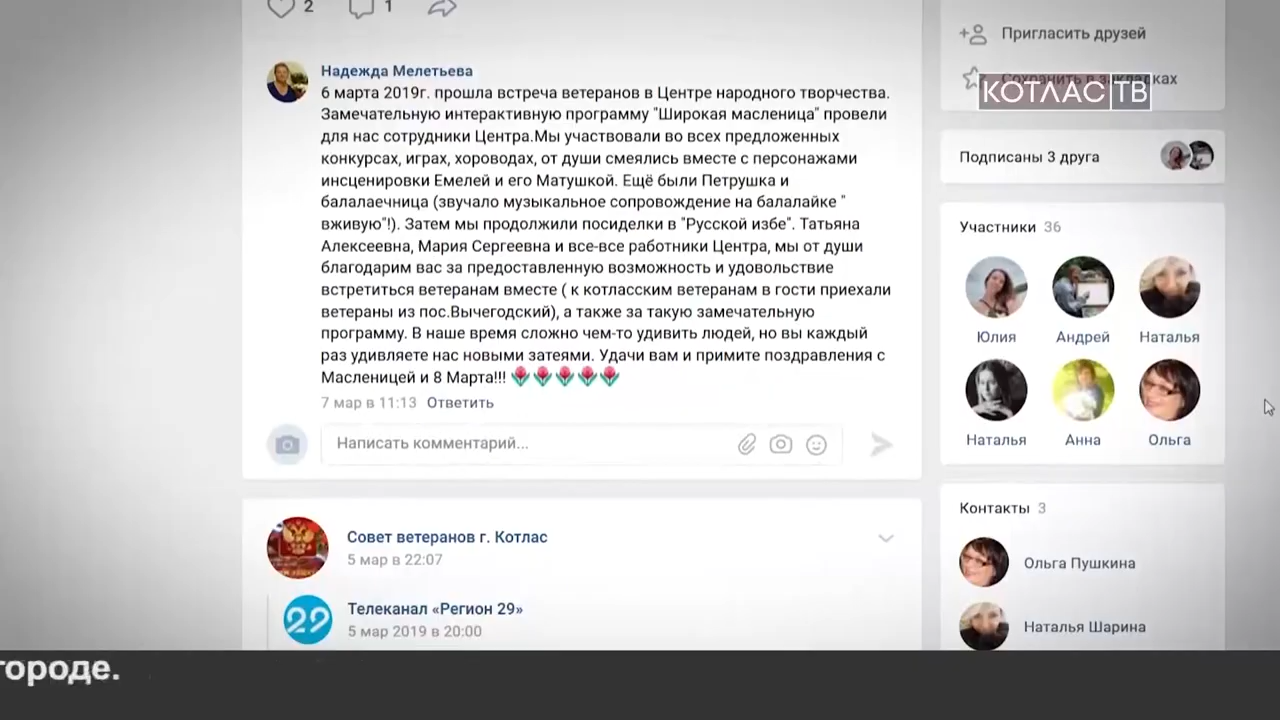 2 1
Надежда Мелетьева
6 марта 2019г. прошла встреча ветеранов в Центре народного творчества.
Замечательную интерактивную программу "Широкая масленица" провели
для нас сотрудники Центра.Мы участвовали во всех предложенных
конкурсах, играх, хороводах, от души смеялись вместе с персонажами
инсценировки Емелей и его Матушкой. Ещё были Петрушка и
балалаечница (звучало музыкальное сопровождение на балалайке "
вживую"!). Затем мы продолжили посиделки в "Русской избе". Татьяна
Алексеевна, Мария Сергеевна и все-все работники Центра, мы от души
благодарим вас за предоставленную возможность и удовольствие
встретиться ветеранам вместе ( к котласским ветеранам в гости приехали
ветераны из пос.Вычегодский), а также за такую замечательную
программу. В наше время сложно чем-то удивить людей, но вы каждый
раз удивляете нас новыми затеями. Удачи вам и примите поздравления с
Масленицей и 8 Марта!!! 🌷🌷🌷🌷🌷
7 мар в 11:13 Ответить
Написать комментарий...
Совет ветеранов г. Котлас
5 мар в 22:07
29
Телеканал «Регион 29»
5 мар 2019 в 20:00
Пригласить друзей
Сохранить в закладках
КОТЛАС ТВ
Подписаны 3 друга
Участники 36
Юлия Андрей Наталья
Наталья Анна Ольга
Контакты 3
Ольга Пушкина
Наталья Шарина
городе.